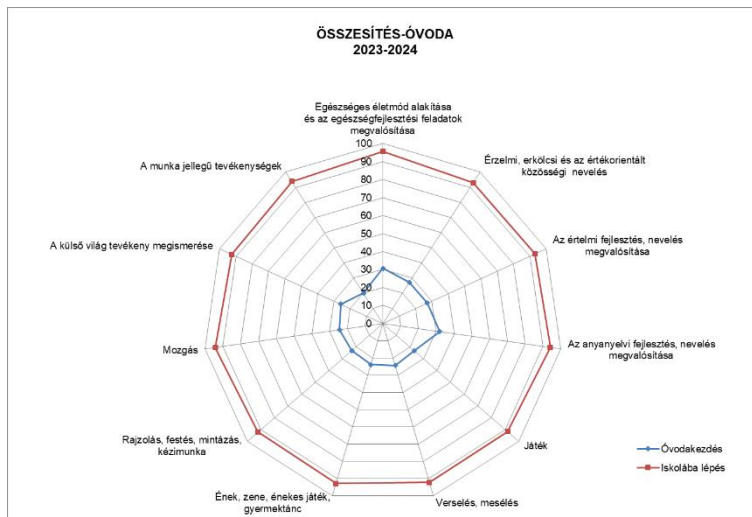 ÖSSZESÍTÉS-ÓVODA
2023-2024
Egészséges életmód alakítása
és az egészségfejlesztési feladatok
megvalósítása
100
90
80
70
60
50
40
30
20
10
0
Érzelmi, erkölcsi és az értékorientált
közösségi nevelés
Az értelmi fejlesztés, nevelés
megvalósítása
Az anyanyelvi fejlesztés, nevelés
megvalósítása
Játék
Verselés, mesélés
Ének, zene, énekes játék,
gyermektánc
Rajzolás, festés, mintázás,
kézimunka
Mozgás
A külső világ tevékeny megismerése
A munka jellegű tevékenységek
Óvodakezdés
Iskolába lépés